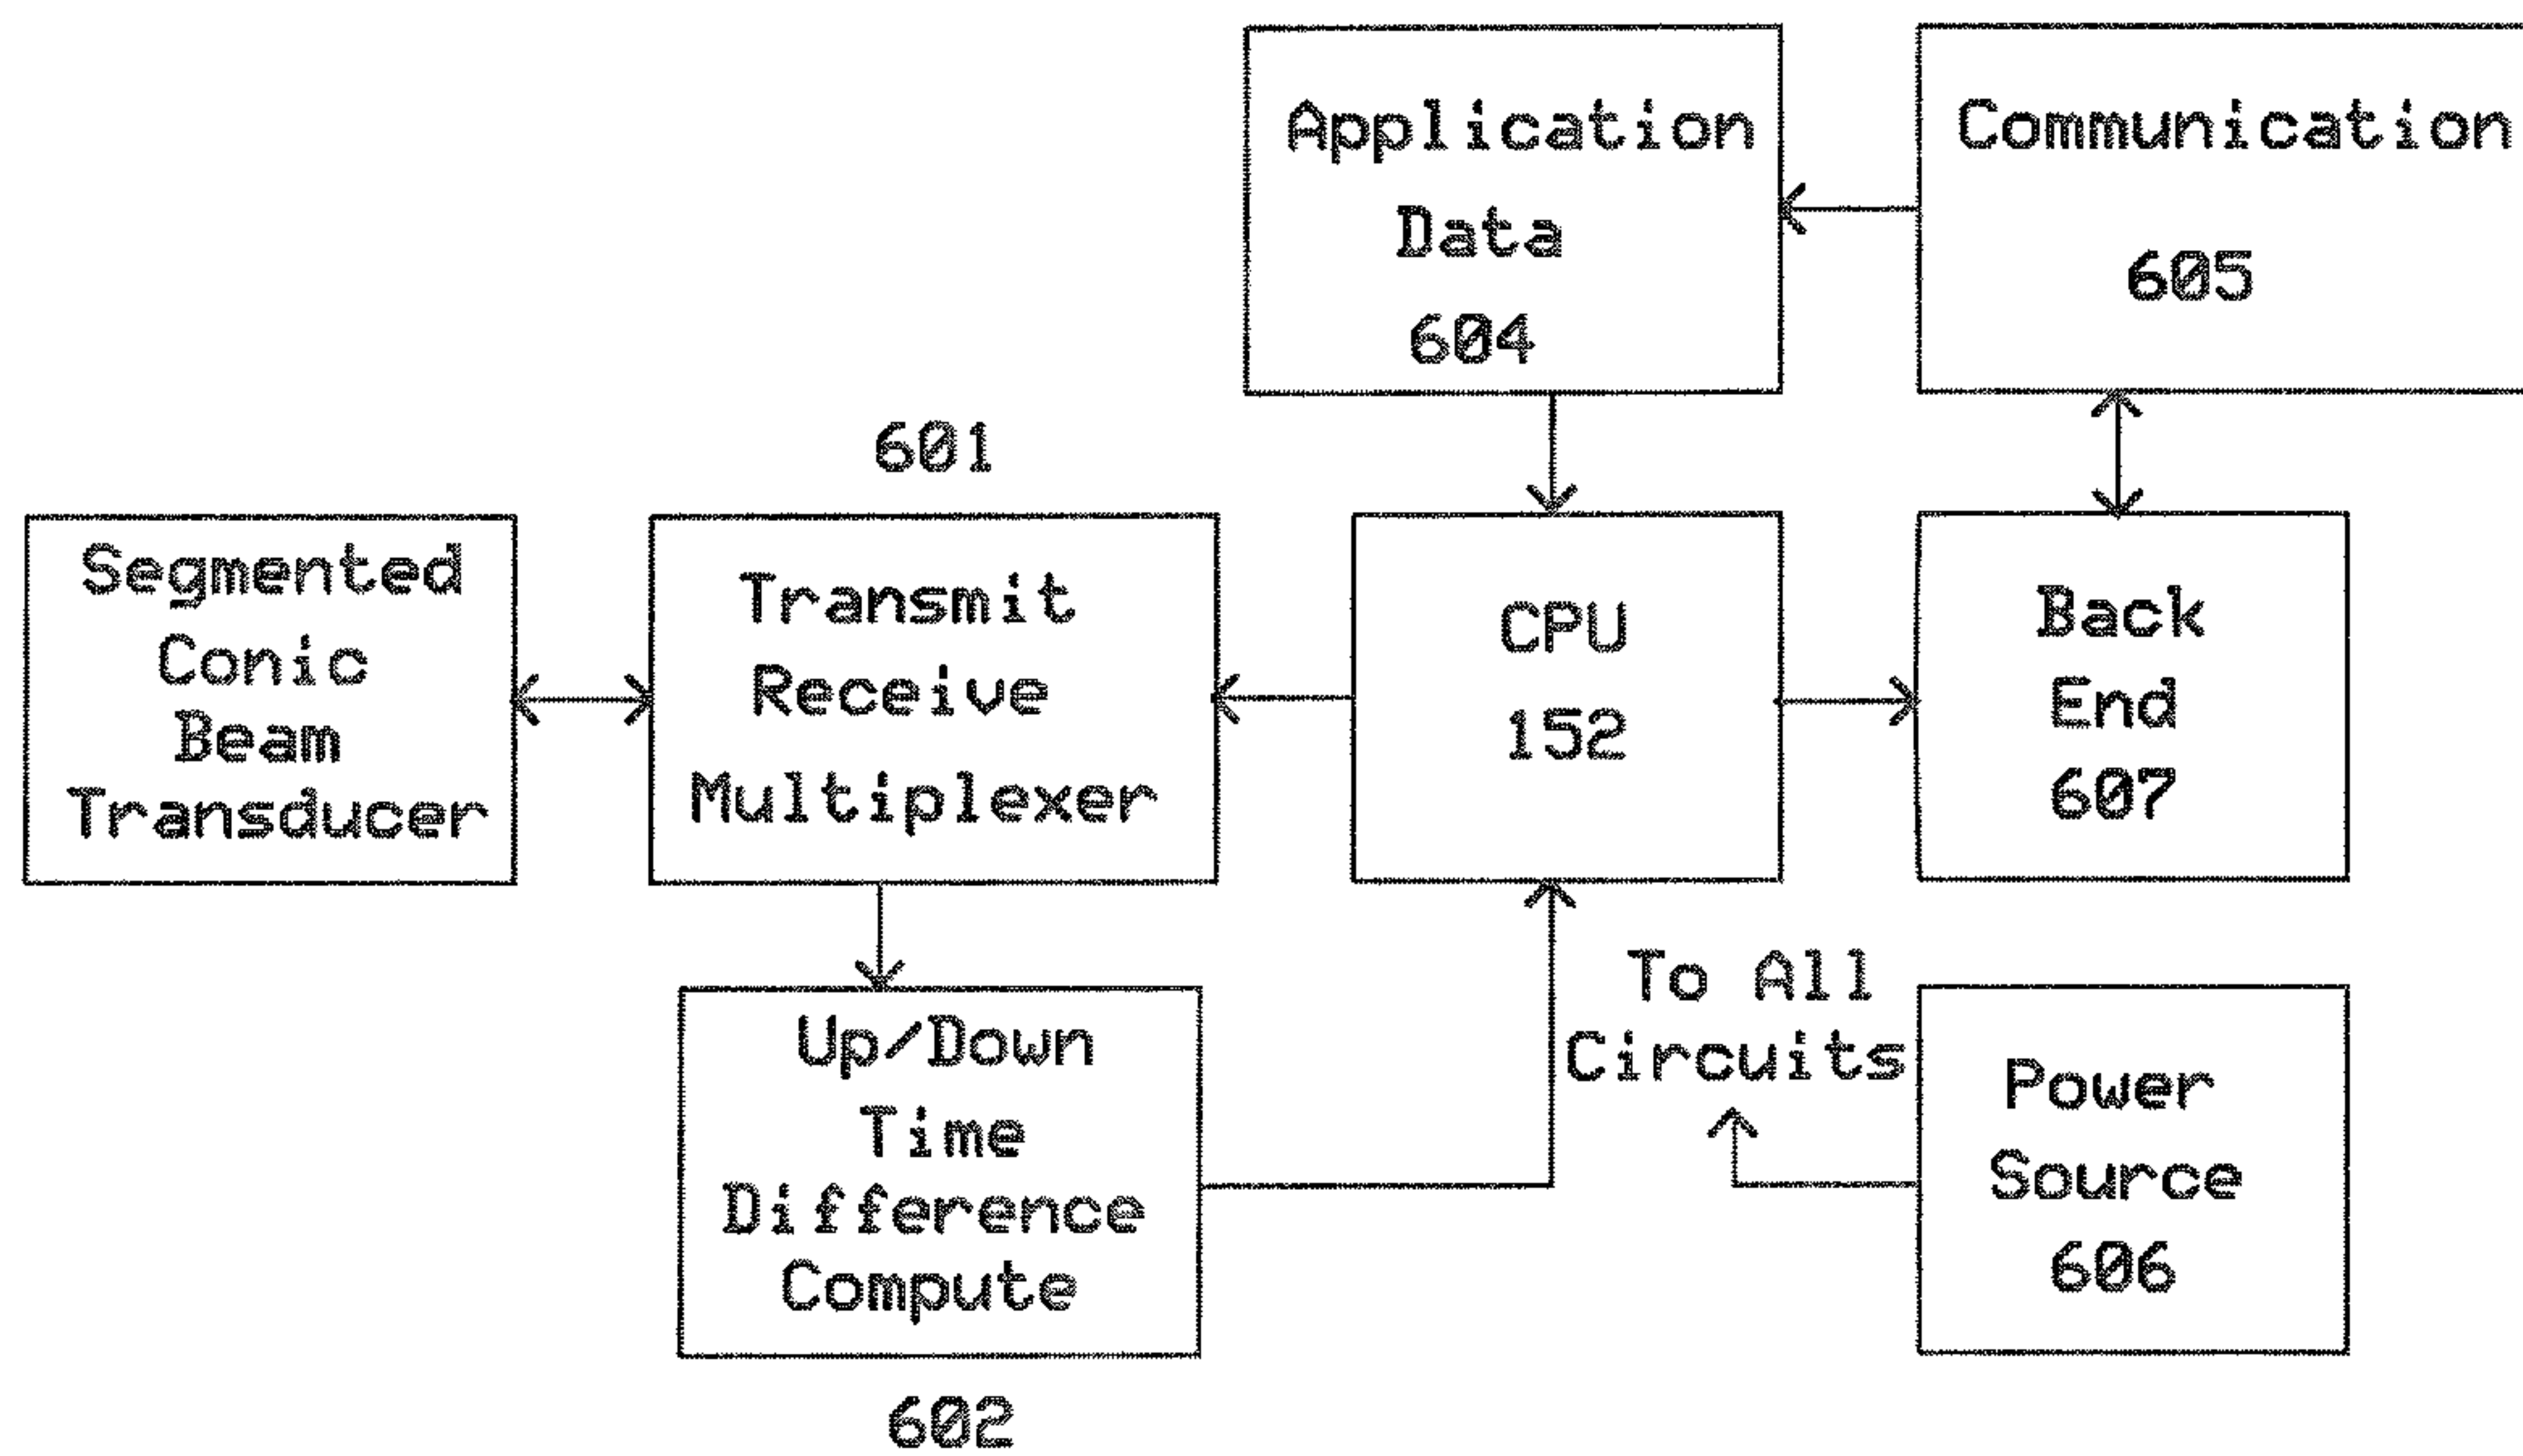 Application
Data
604
Communication
605
601
Segmented
Conic
Beam
Transducer
Transmit
Receive
Multiplexer
CPU
152
Back
End
607
Up/Down
Time
Difference
Compute
602
To All
Circuits
Power
Source
606